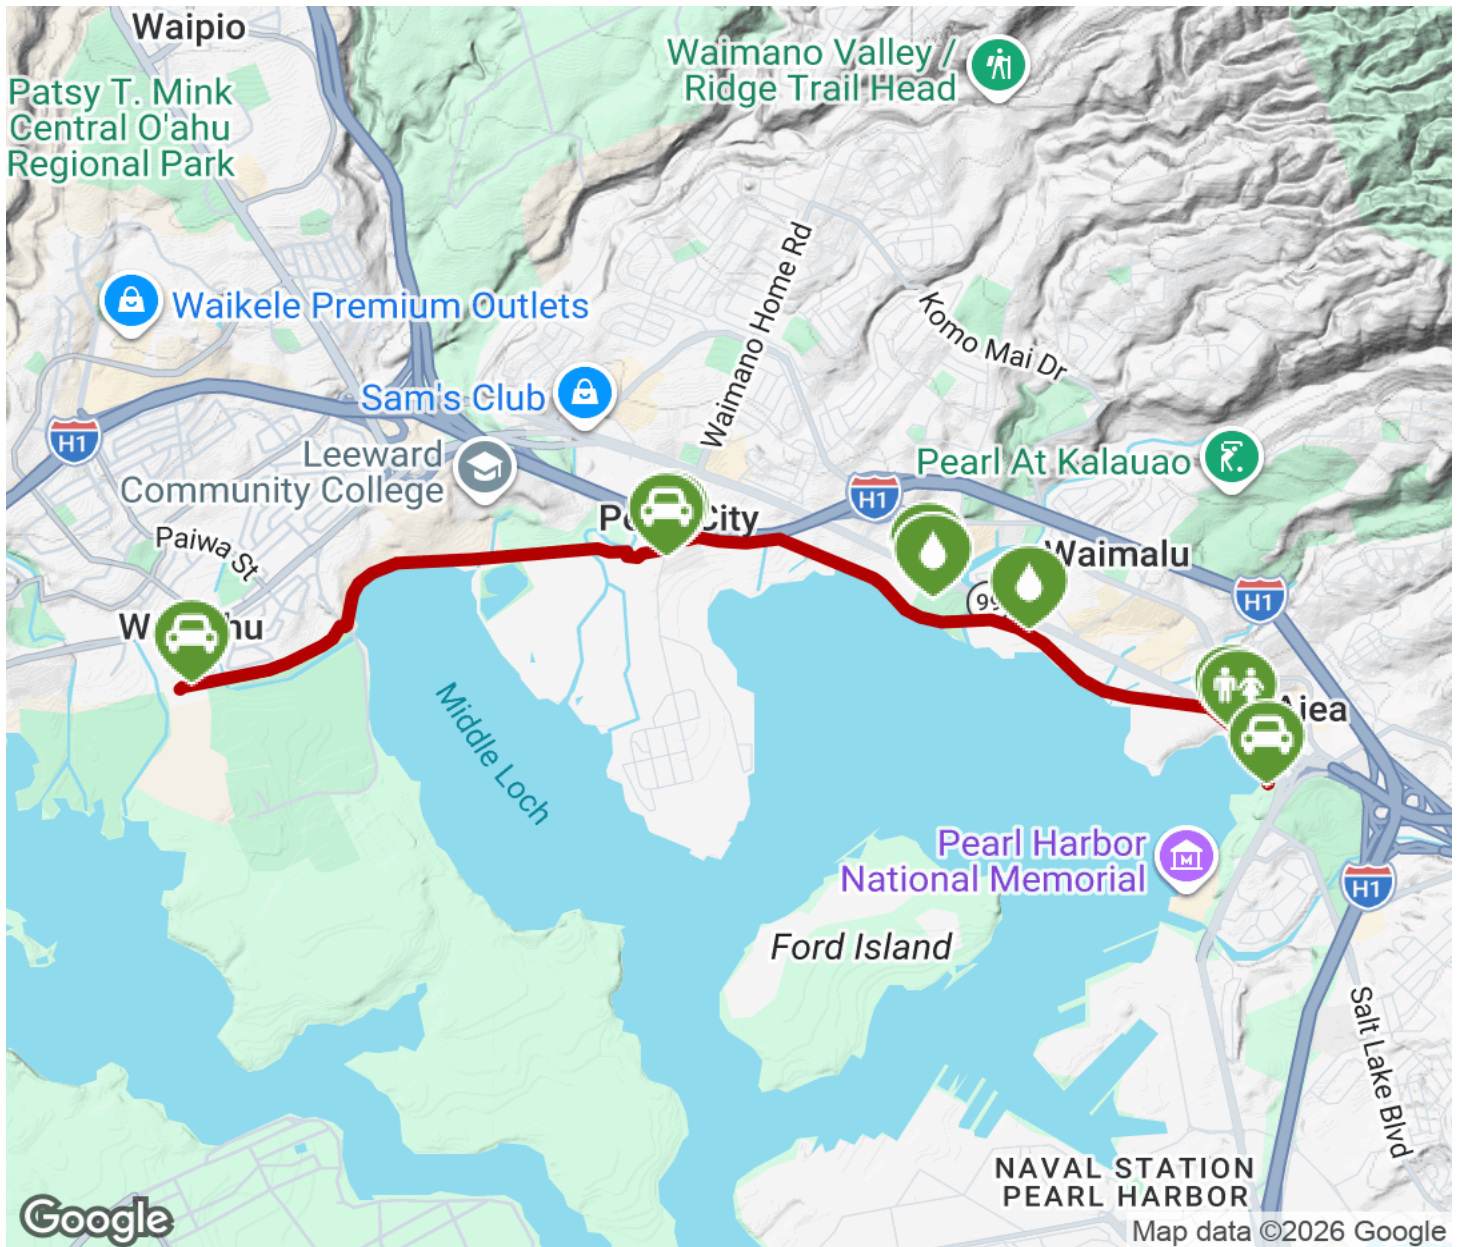 Waipio
Waimano Valley /
Ridge Trail Head
Patsy T. Mink
Central O'ahu
Regional Park
Waimano Home Rd
Waikele Premium Outlets
Komo Mai Dr
Sam's Club
H1
Leeward
Community College
Pearl At Kalauao
H1
City
Paiwa St
Waimalu
H1
Aiea
Middle Loch
Pearl Harbor
National Memorial
H1
Ford Island
Salt Lake Blvd
NAVAL STATION
PEARL HARBOR
Google
Map data ©2026 Google